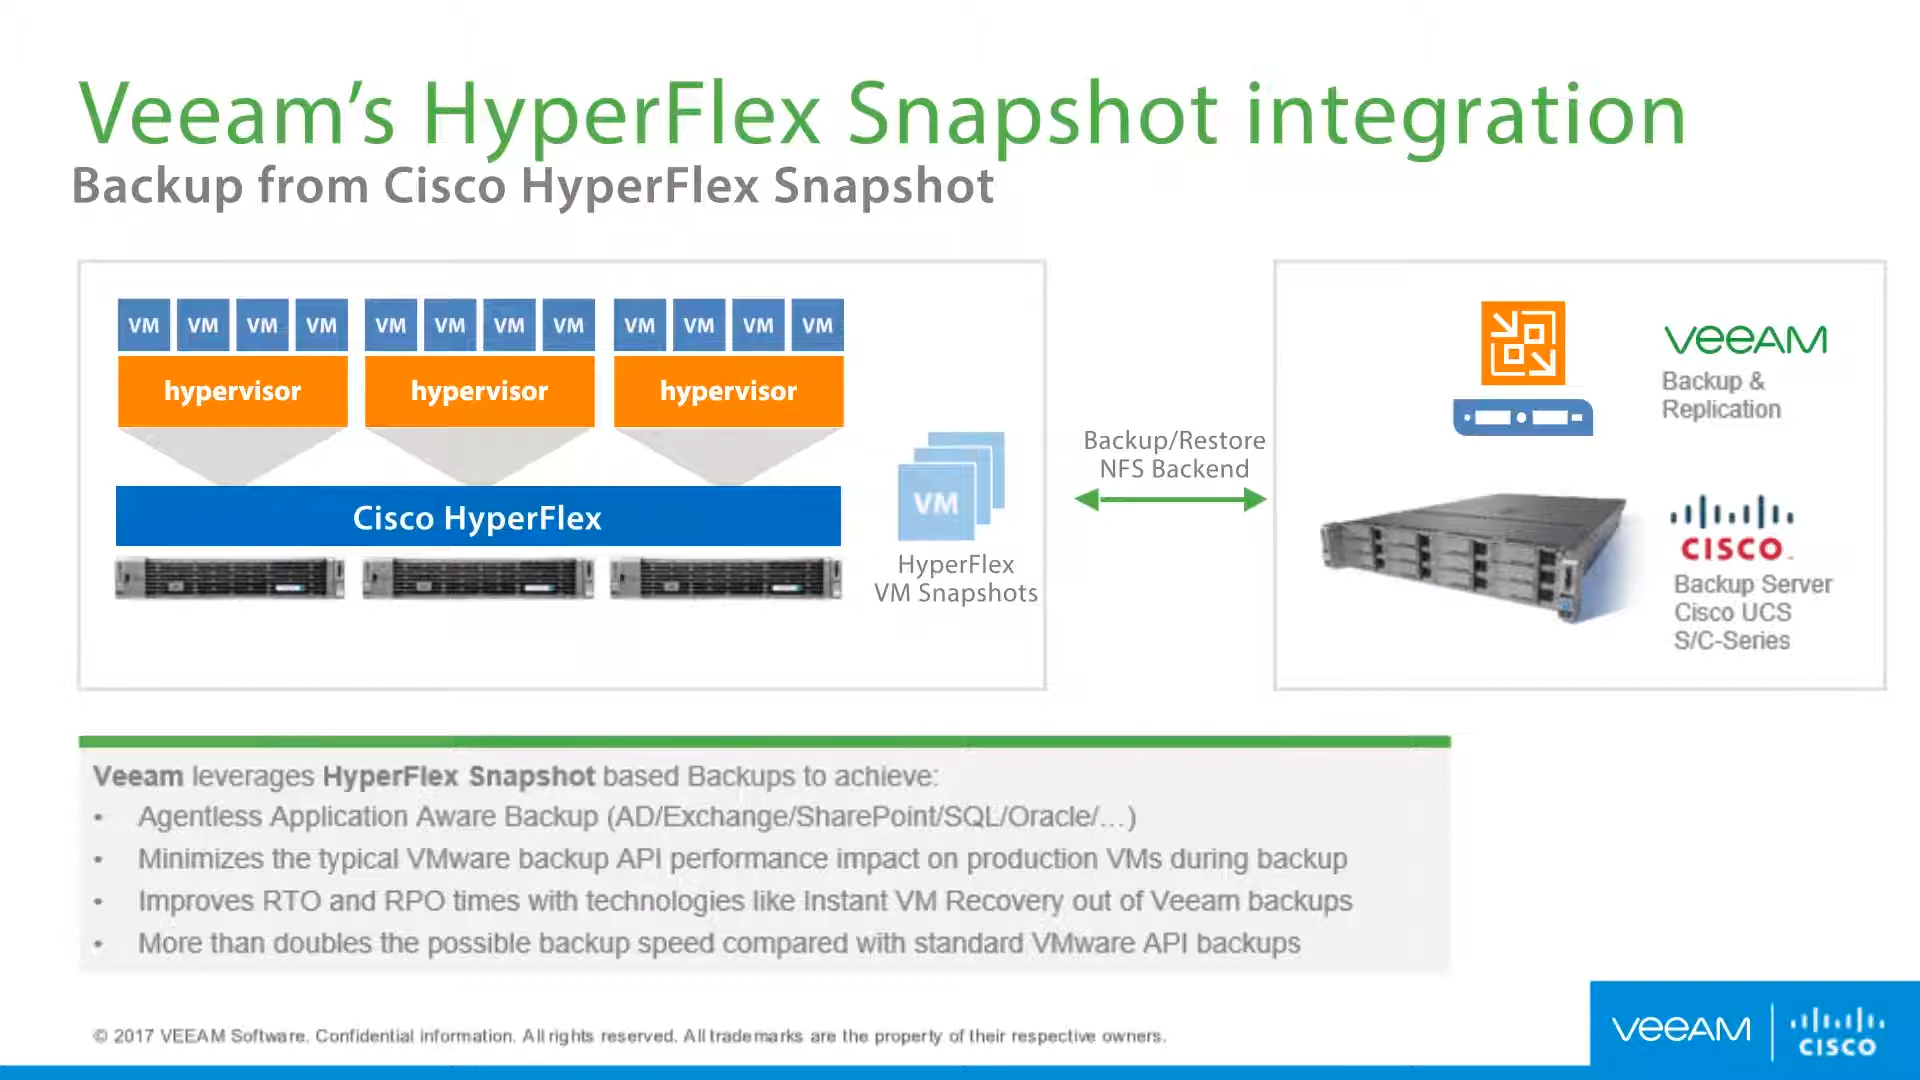 Veeam’s HyperFlex Snapshot integration
Backup from Cisco HyperFlex Snapshot
VM VM VM VM VM VM VM VM VM VM VM VM
hypervisor hypervisor hypervisor
Cisco HyperFlex
VM
HyperFlex
VM Snapshots
Backup/Restore
NFS Backend
veeAM
Backup &
Replication
CISCO
Backup Server
Cisco UCS
S/C-Series
Veeam leverages HyperFlex Snapshot based Backups to achieve:
• Agentless Application Aware Backup (AD/Exchange/SharePoint/SQL/Oracle/…)
• Minimizes the typical VMware backup API performance impact on production VMs during backup
• Improves RTO and RPO times with technologies like Instant VM Recovery out of Veeam backups
• More than doubles the possible backup speed compared with standard VMware API backups
© 2017 VEEAM Software. Confidential information. All rights reserved. All trademarks are the property of their respective owners.
veeAM
CISCO